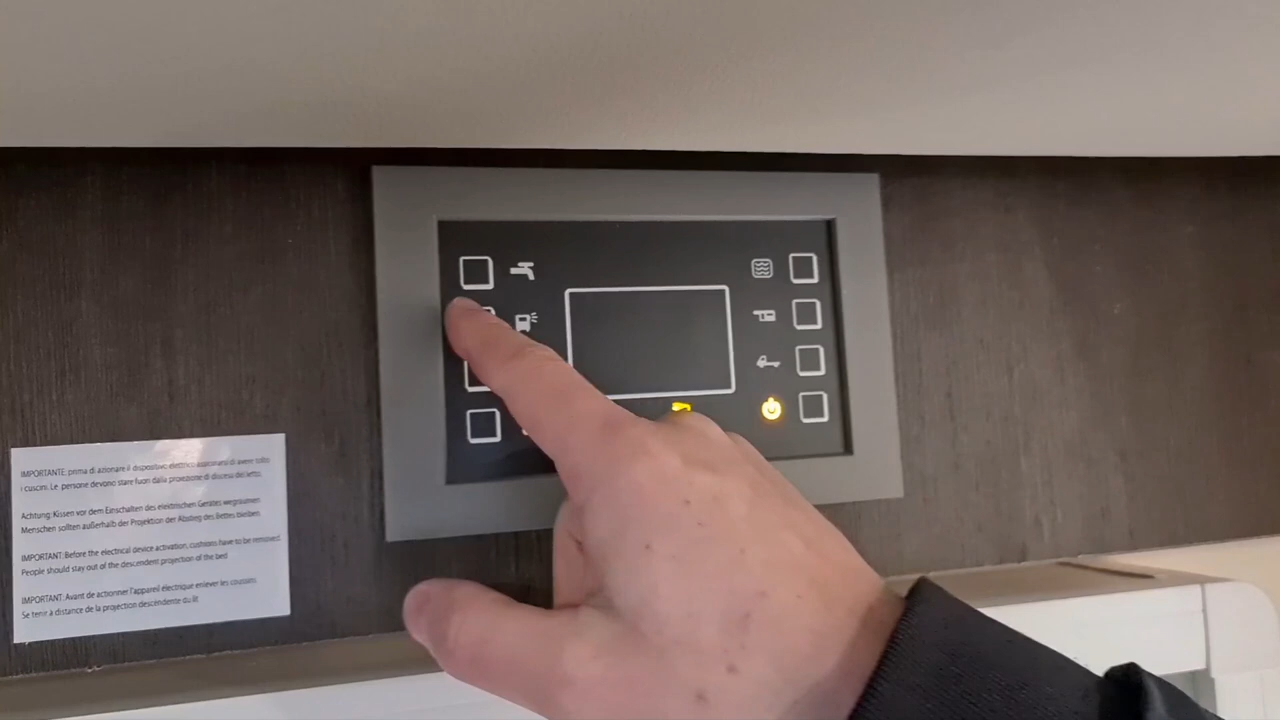 IMPORTANTE: prima di azionare il dispositivo elettrico assicurarsi di avere tolto
i cuscini. Le persone devono stare fuori dalla proiezione di discesa del letto.
Achtung: Kissen vor dem Einschalten des elektrischen Gerätes wegräumen
Menschen sollten außerhalb der Projektion der Abstieg des Bettes bleiben
IMPORTANT: Before the electrical device activation, cushions have to be removed.
People should stay out of the descendent projection of the bed
IMPORTANT: Avant de actionner l'appareil électrique enlever les coussins.
Se tenir à distance de la projection descendente du lit